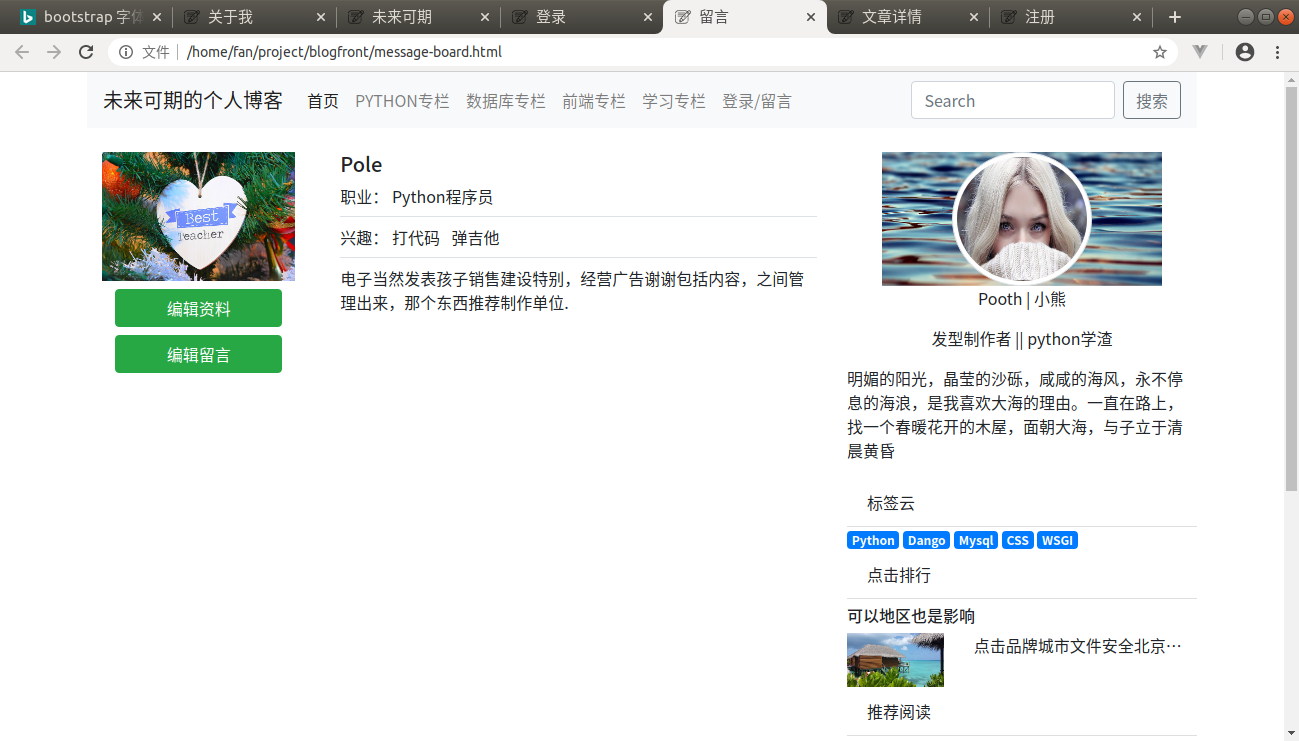 bootstrap 字体
关于我
未来可期
登录
留言
文章详情
注册
文件
/home/fan/project/blogfront/message-board.html
未来可期的个人博客
首页
PYTHON专栏
数据库专栏
前端专栏
学习专栏
登录/留言
Search
搜索
Best
Teacher
编辑资料
编辑留言
Pole
职业： Python程序员
兴趣： 打代码 弹吉他
电子当然发表孩子销售建设特别，经营广告谢谢包括内容，之间管
理出来，那个东西推荐制作单位.
Pooth | 小熊
发型制作者 || python学渣
明媚的阳光，晶莹的沙砾，咸咸的海风，永不停
息的海浪，是我喜欢大海的理由。一直在路上，
找一个春暖花开的木屋，面朝大海，与子立于清
晨黄昏
标签云
Python Dango Mysql CSS WSGI
点击排行
可以地区也是影响
点击品牌城市文件安全北京…
推荐阅读